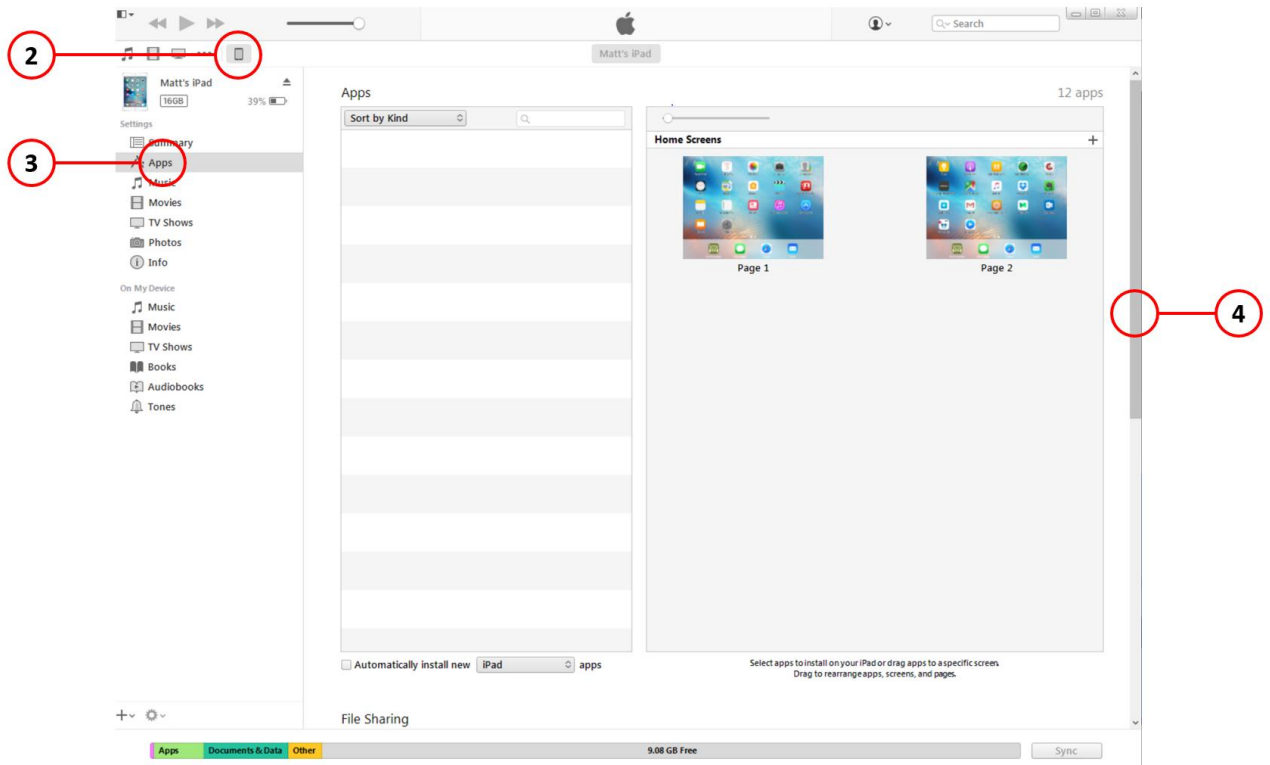 Search
2
Matt's iPad
Matt's iPad
16GB
39%
Settings
Summary
3
Apps
Music
Movies
TV Shows
Photos
Info
On My Device
Music
Movies
TV Shows
Books
Audiobooks
Tones
Apps
12 apps
Sort by Kind
Home Screens
Page 1
Page 2
4
Automatically install new iPad apps
Select apps to install on your iPad or drag apps to a specific screen.
Drag to rearrange apps, screens, and pages.
File Sharing
Apps
Documents & Data
Other
9.08 GB Free
Sync